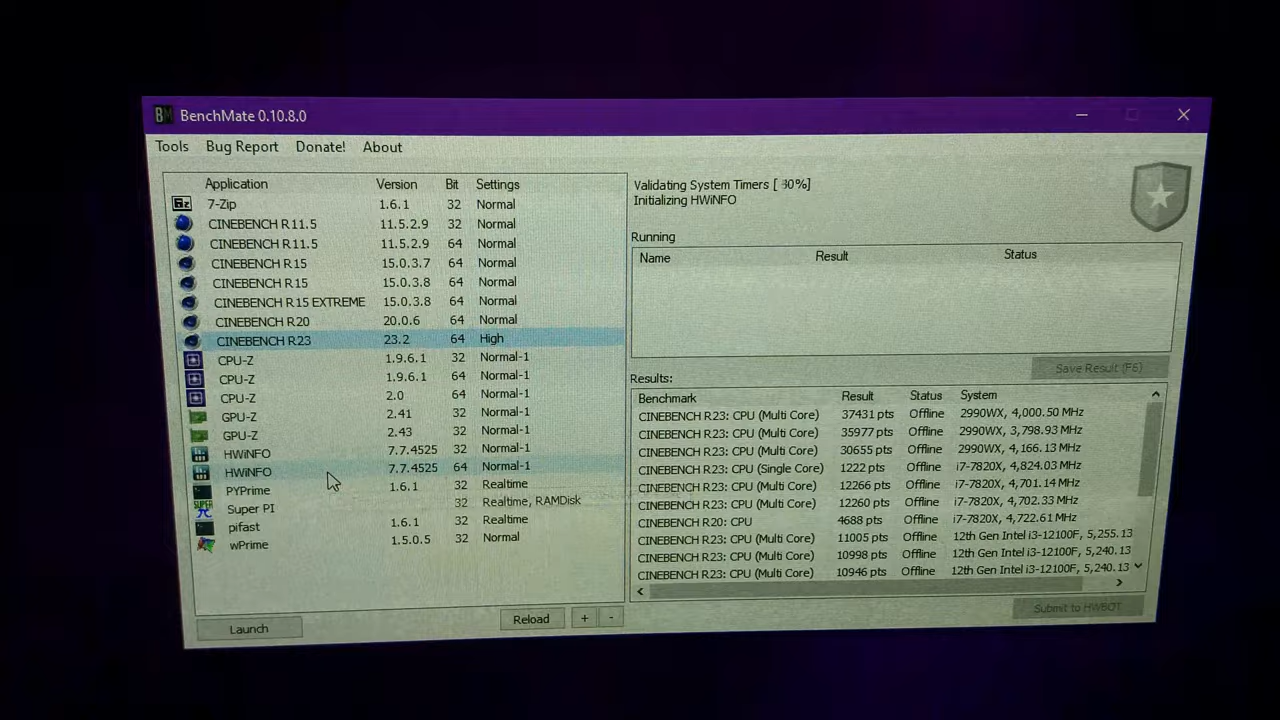 BM BenchMate 0.10.8.0
Tools Bug Report Donate! About
Application Version Bit Settings
7-Zip 1.6.1 32 Normal
CINEBENCH R11.5 11.5.2.9 32 Normal
CINEBENCH R11.5 11.5.2.9 64 Normal
CINEBENCH R15 15.0.3.7 64 Normal
CINEBENCH R15 15.0.3.8 64 Normal
CINEBENCH R15 EXTREME 15.0.3.8 64 Normal
CINEBENCH R20 20.0.6 64 Normal
CINEBENCH R23 23.2 64 High
CPU-Z 1.9.6.1 32 Normal-1
CPU-Z 1.9.6.1 64 Normal-1
CPU-Z 2.0 64 Normal-1
GPU-Z 2.41 32 Normal-1
GPU-Z 2.43 32 Normal-1
HWiNFO 7.7.4525 32 Normal-1
HWiNFO 7.7.4525 64 Normal-1
PYPrime 1.6.1 32 Realtime
SUPER π Super PI 32 Realtime, RAMDisk
pifast 1.6.1 32 Realtime
wPrime 1.5.0.5 32 Normal
Launch
Reload + -
Validating System Timers [ 30%]
Initializing HWiNFO
Running
Name Result Status
Save Result (F6)
Results:
Benchmark Result Status System
CINEBENCH R23: CPU (Multi Core) 37431 pts Offline 2990WX, 4,000.50 MHz
CINEBENCH R23: CPU (Multi Core) 35977 pts Offline 2990WX, 3,798.93 MHz
CINEBENCH R23: CPU (Multi Core) 30655 pts Offline 2990WX, 4,166.13 MHz
CINEBENCH R23: CPU (Single Core) 1222 pts Offline i7-7820X, 4,824.03 MHz
CINEBENCH R23: CPU (Multi Core) 12266 pts Offline i7-7820X, 4,701.14 MHz
CINEBENCH R23: CPU (Multi Core) 12260 pts Offline i7-7820X, 4,702.33 MHz
CINEBENCH R20: CPU 4688 pts Offline i7-7820X, 4,722.61 MHz
CINEBENCH R23: CPU (Multi Core) 11005 pts Offline 12th Gen Intel i3-12100F, 5,255.13
CINEBENCH R23: CPU (Multi Core) 10998 pts Offline 12th Gen Intel i3-12100F, 5,240.13
CINEBENCH R23: CPU (Multi Core) 10946 pts Offline 12th Gen Intel i3-12100F, 5,240.13
Submit to HWBOT